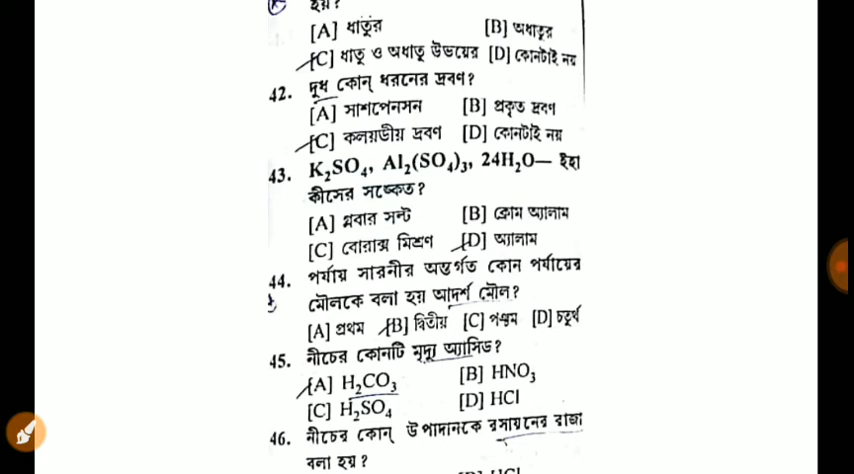 হয়?
[A] ধাতুর [B] অধাতুর
[C] ধাতু ও অধাতু উভয়ের [D] কোনটাই নয়
42. দুধ কোন্ ধরনের দ্রবণ?
[A] সাশপেনসন [B] প্রকৃত দ্রবণ
[C] কলয়ডীয় দ্রবণ [D] কোনটাই নয়
43. K₂SO₄, Al₂(SO₄)₃, 24H₂O— ইহা
কীসের সঙ্কেত?
[A] গ্লবার সল্ট [B] ক্রোম অ্যালাম
[C] বোরাক্স মিশ্রণ [D] অ্যালাম
44. পর্যায় সারনীর অন্তর্গত কোন পর্যায়ের
মৌলকে বলা হয় আদর্শ মৌল?
[A] প্রথম [B] দ্বিতীয় [C] পঞ্চম [D] চতুর্থ
45. নীচের কোনটি মৃদু অ্যাসিড?
[A] H₂CO₃ [B] HNO₃
[C] H₂SO₄ [D] HCl
46. নীচের কোন্ উপাদানকে রসায়নের রাজা
বলা হয়?